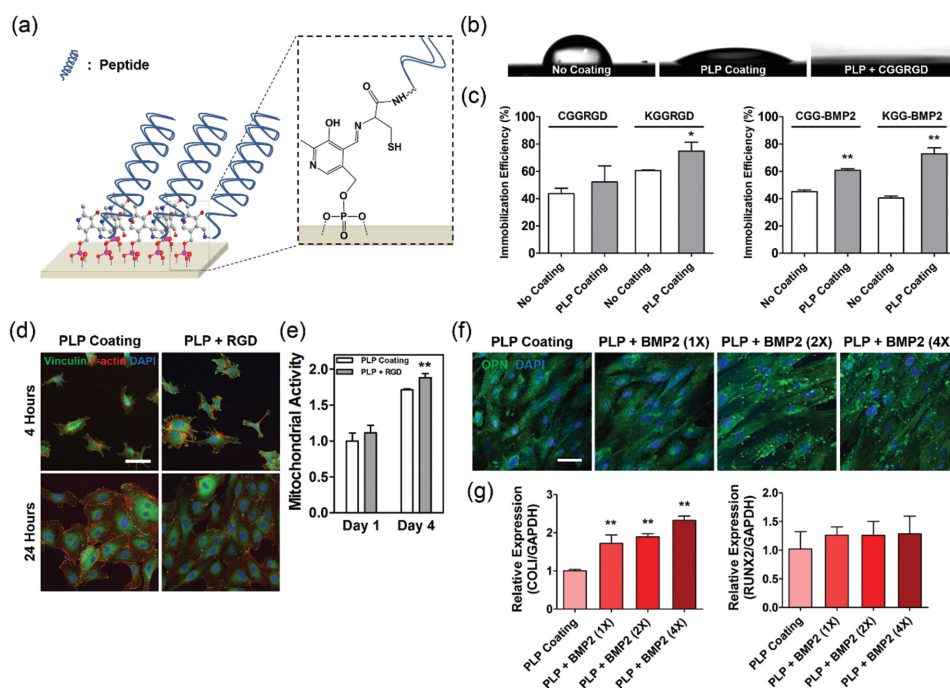 (a)
: Peptide
NH
O
N
OH
SH
N
O
O
P
O
O
(b)
No Coating
PLP Coating
PLP + CGGRGD
(c)
Immobilization Efficiency (%)
CGGRGD
KGGRGD
*
100
80
60
40
20
0
No Coating
PLP Coating
No Coating
PLP Coating
Immobilization Efficiency (%)
CGG-BMP2
KGG-BMP2
**
**
100
80
60
40
20
0
No Coating
PLP Coating
No Coating
PLP Coating
(d)
PLP Coating
PLP + RGD
Vinculin F-actin DAPI
4 Hours
24 Hours
(e)
Mitochondrial Activity
PLP Coating
PLP + RGD
**
2.0
1.5
1.0
0.5
0.0
Day 1
Day 4
(f)
PLP Coating
PLP + BMP2 (1X)
PLP + BMP2 (2X)
PLP + BMP2 (4X)
OPN DAPI
(g)
Relative Expression
(COLI/GAPDH)
**
**
**
3
2
1
0
PLP Coating
PLP + BMP2 (1X)
PLP + BMP2 (2X)
PLP + BMP2 (4X)
Relative Expression
(RUNX2/GAPDH)
2.0
1.5
1.0
0.5
0.0
PLP Coating
PLP + BMP2 (1X)
PLP + BMP2 (2X)
PLP + BMP2 (4X)